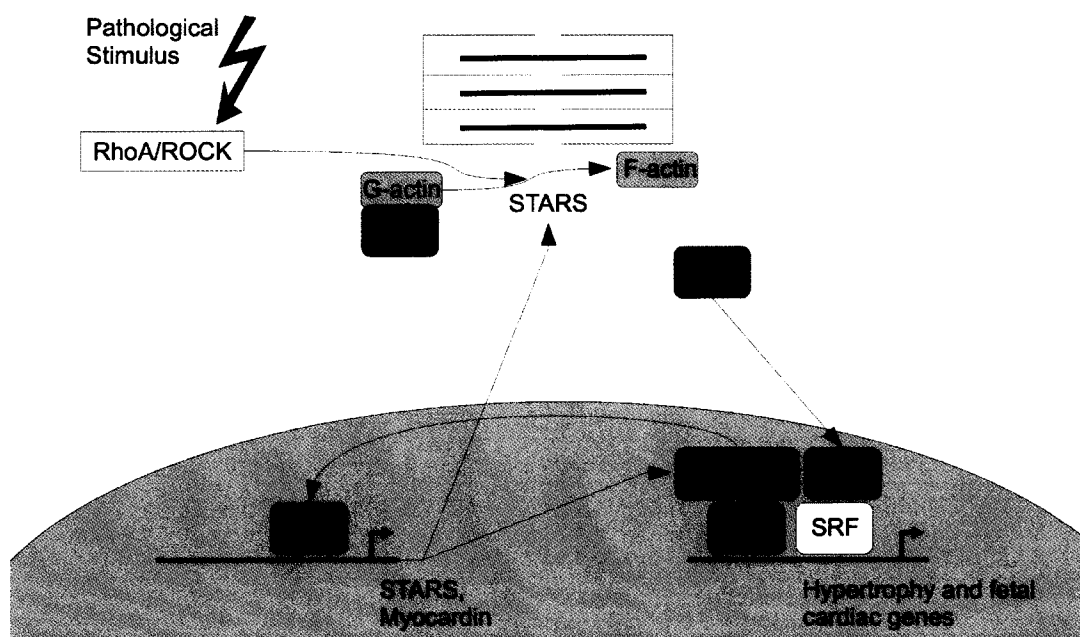 Pathological
Stimulus
RhoA/ROCK
G-actin
F-actin
STARS
SRF
STARS,
Myocardin
Hypertrophy and fetal
cardiac genes